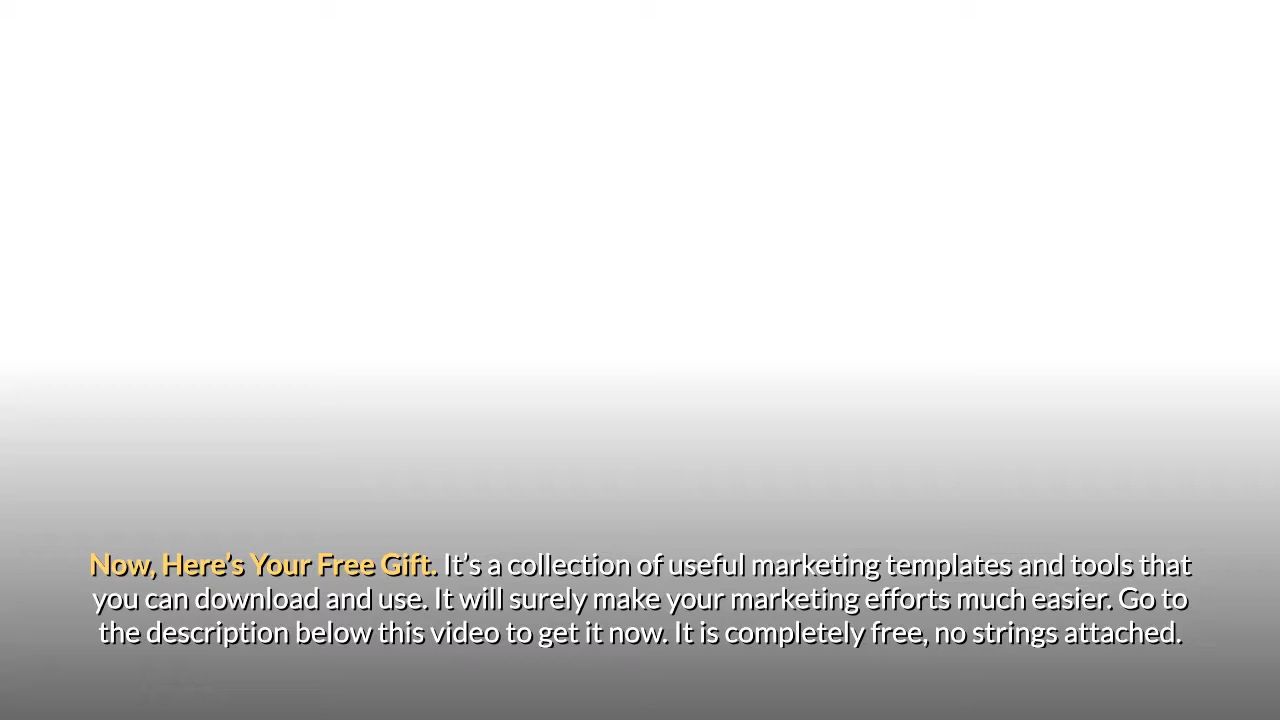 Now, Here’s Your Free Gift. It’s a collection of useful marketing templates and tools that
you can download and use. It will surely make your marketing efforts much easier. Go to
the description below this video to get it now. It is completely free, no strings attached.